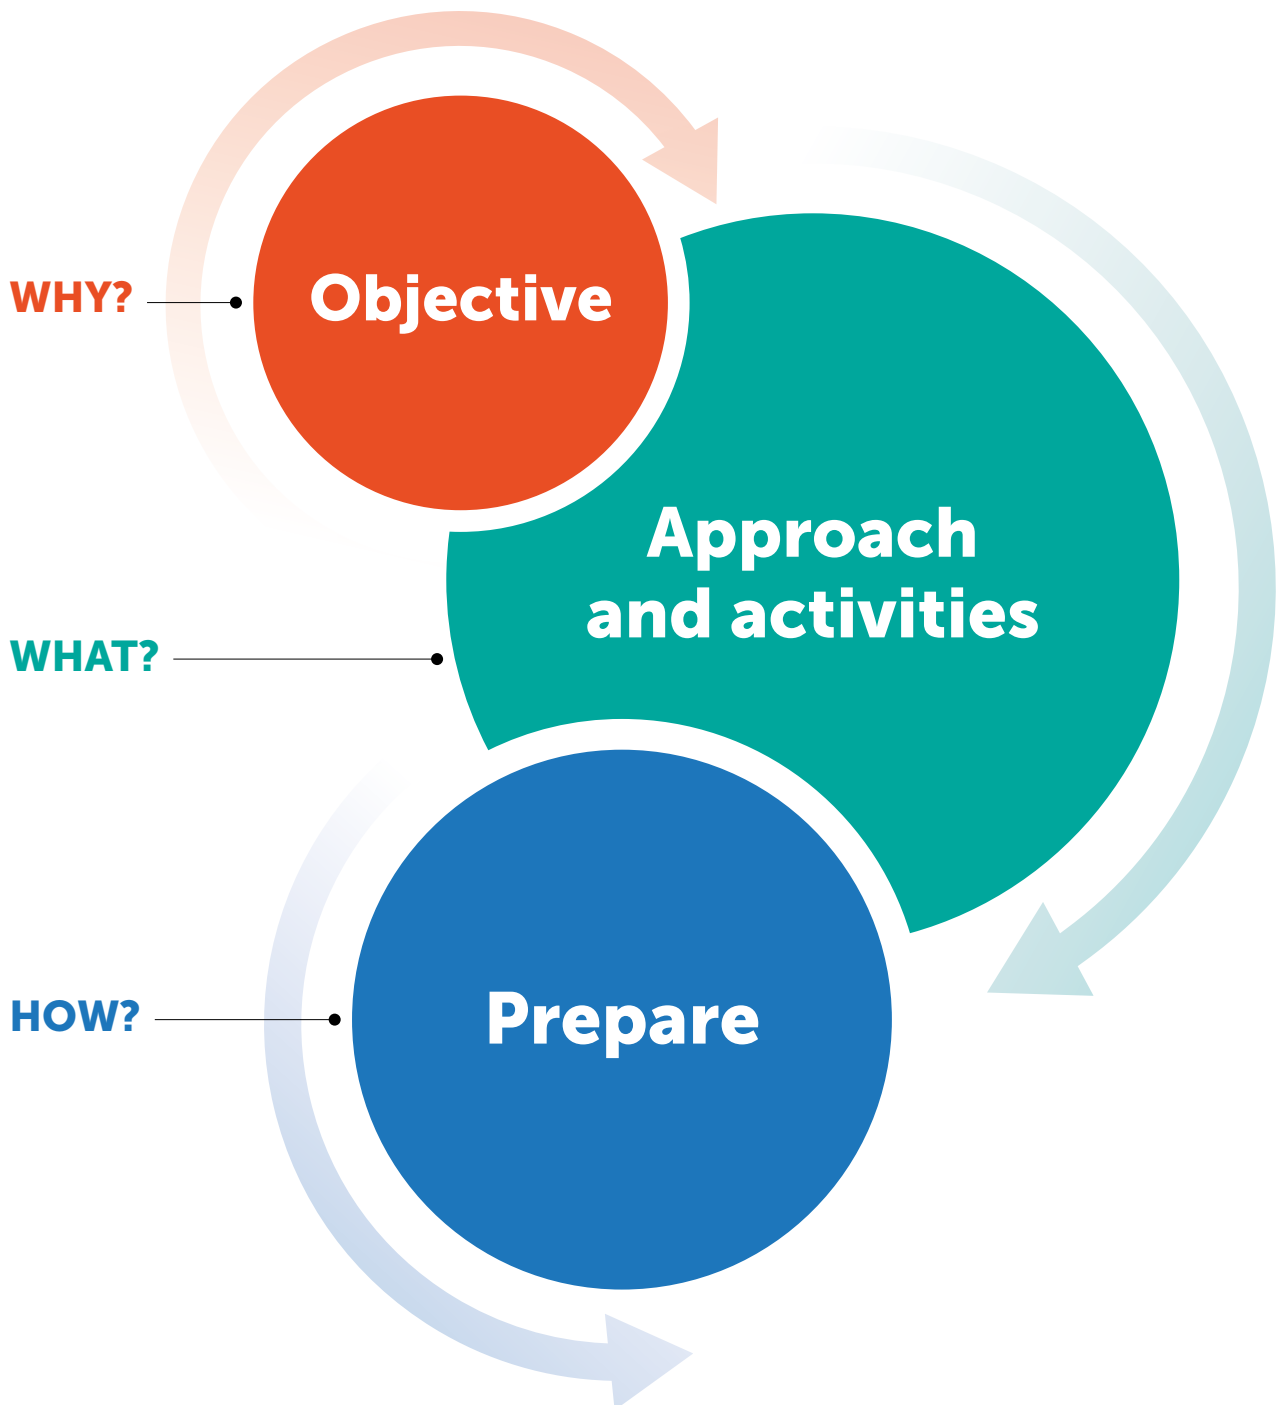 WHY?
Objective
Approach
and activities
WHAT?
HOW?
Prepare